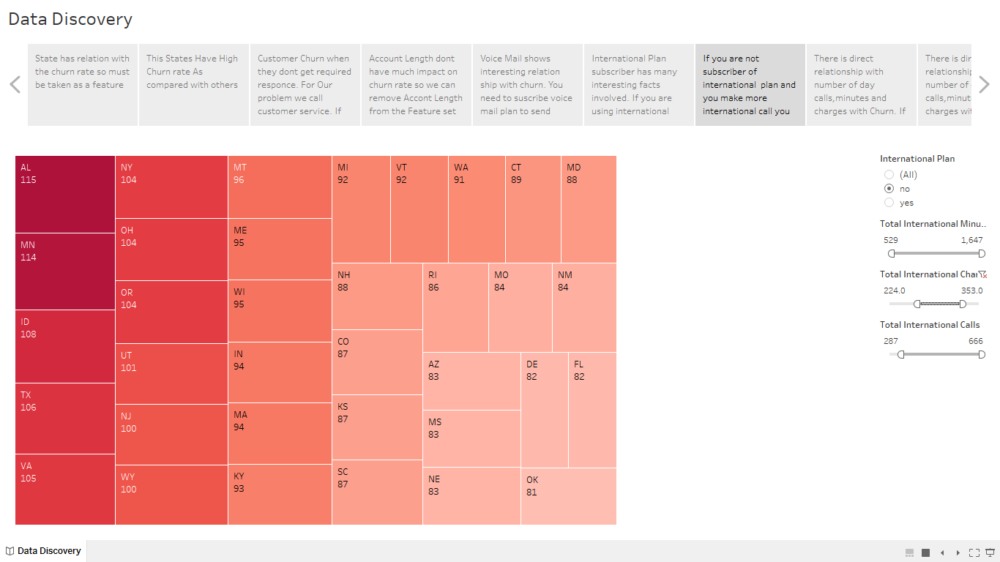 Data Discovery
State has relation with
the churn rate so must
be taken as a feature
This States Have High
Churn rate As
compared with others
Customer Churn when
they dont get required
responce. For Our
problem we call
customer service. If
Account Length dont
have much impact on
churn rate so we can
remove Accont Length
from the Feature set
Voice Mail shows
interesting relation
ship with churn. You
need to suscribe voice
mail plan to send
International Plan
subscriber has many
interesting facts
involved. If you are
using international
If you are not
subscriber of
international plan and
you make more
international call you
There is direct
relationship with
number of day
calls,minutes and
charges with Churn. If
There is
number of
charges
AL
115
MN
114
ID
108
TX
106
VA
105
NY
104
OH
104
OR
104
UT
101
NJ
100
WY
100
MT
96
ME
95
WI
95
IN
94
MA
94
KY
93
MI
92
VT
92
WA
91
CT
89
MD
88
NH
88
CO
87
KS
87
SC
87
RI
86
MO
84
NM
84
AZ
83
MS
83
NE
83
DE
82
FL
82
OK
81
International Plan
(All)
no
yes
Total International Minu..
529 1,647
Total International Char
224.0 353.0
Total International Calls
287 666
Data Discovery